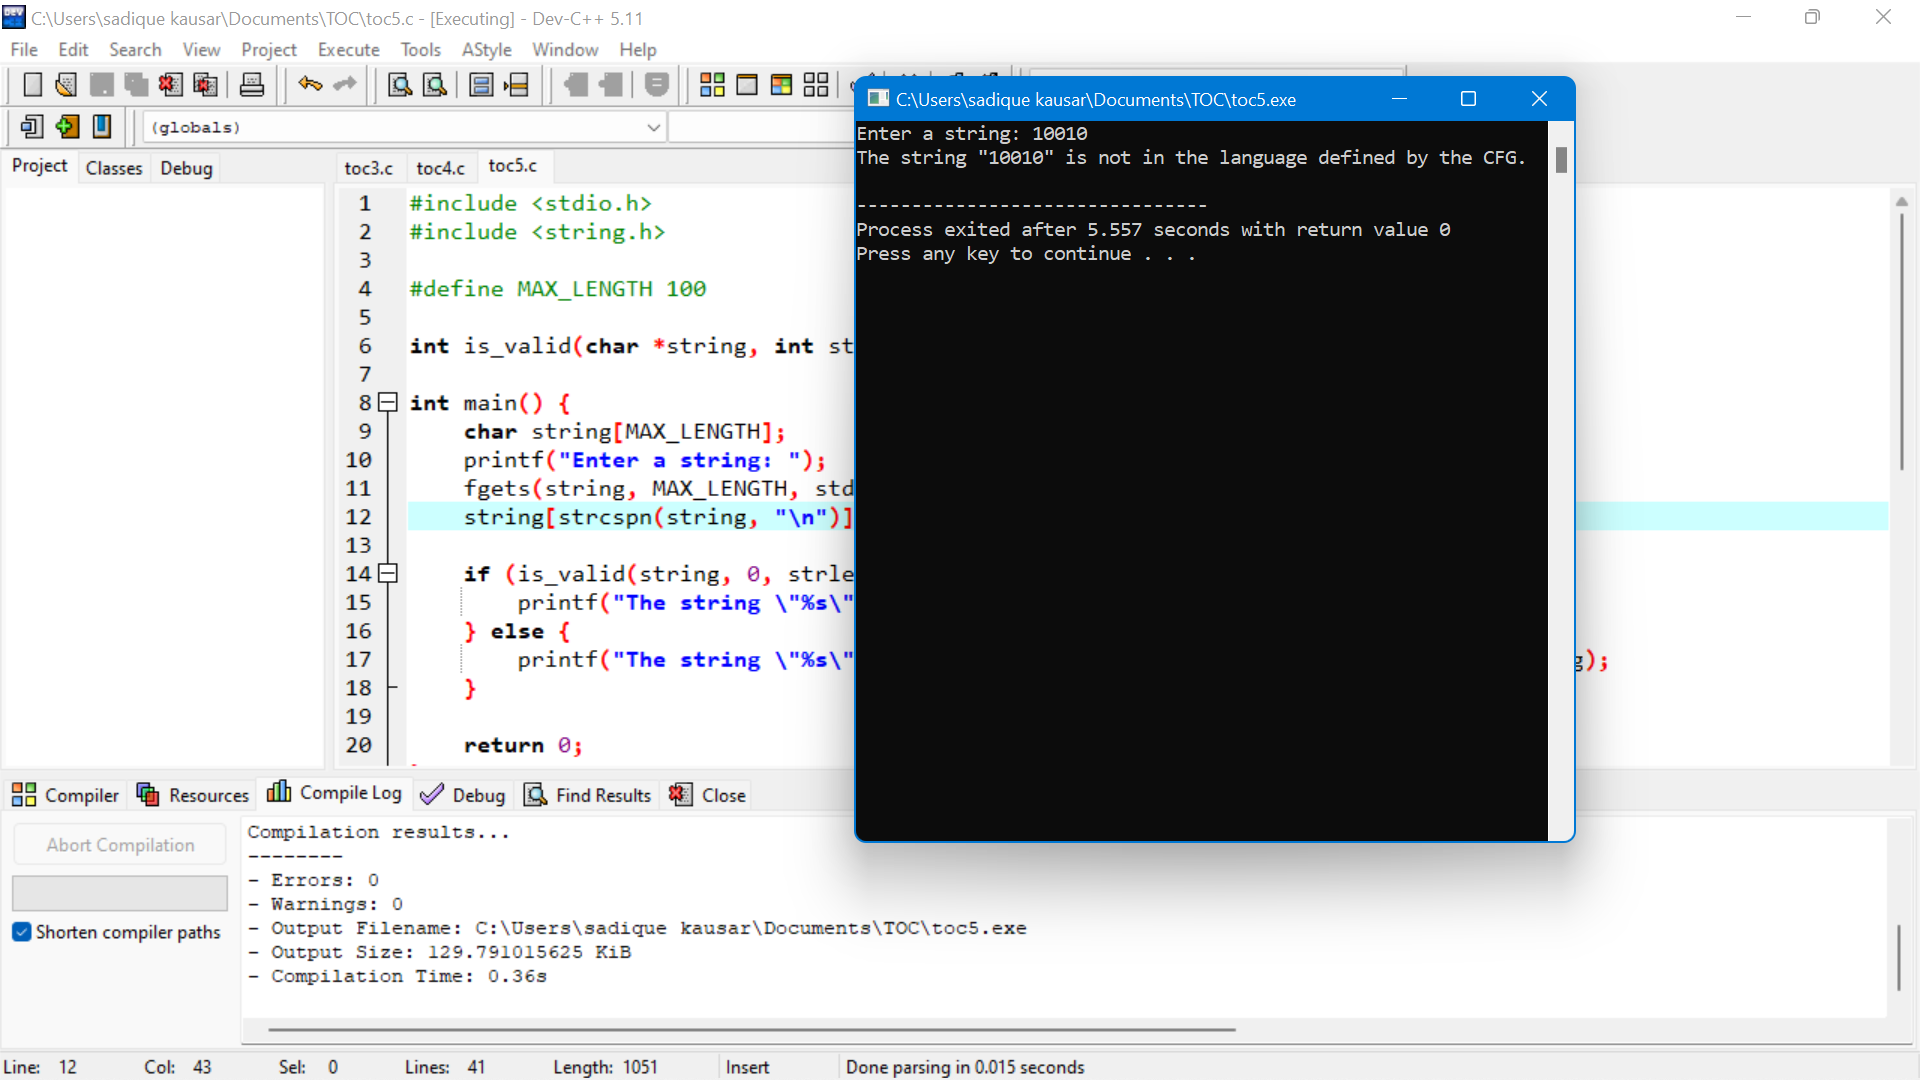 C:\Users\sadique kausar\Documents\TOC\toc5.c - [Executing] - Dev-C++ 5.11
File Edit Search View Project Execute Tools AStyle Window Help
(globals)
Project Classes Debug
toc3.c toc4.c toc5.c
1 #include <stdio.h>
2 #include <string.h>
3
4 #define MAX_LENGTH 100
5
6 int is_valid(char *string, int st
7
8 int main() {
9 char string[MAX_LENGTH];
10 printf("Enter a string: ");
11 fgets(string, MAX_LENGTH, std
12 string[strcspn(string, "\n")]
13
14 if (is_valid(string, 0, strle
15 printf("The string \"%s\"
16 } else {
17 printf("The string \"%s\" g);
18 }
19
20 return 0;
C:\Users\sadique kausar\Documents\TOC\toc5.exe
Enter a string: 10010
The string "10010" is not in the language defined by the CFG.
--------------------------------
Process exited after 5.557 seconds with return value 0
Press any key to continue . . .
Compiler Resources Compile Log Debug Find Results Close
Abort Compilation
Shorten compiler paths
Compilation results...
--------
- Errors: 0
- Warnings: 0
- Output Filename: C:\Users\sadique kausar\Documents\TOC\toc5.exe
- Output Size: 129.791015625 KiB
- Compilation Time: 0.36s
Line: 12 Col: 43 Sel: 0 Lines: 41 Length: 1051 Insert Done parsing in 0.015 seconds